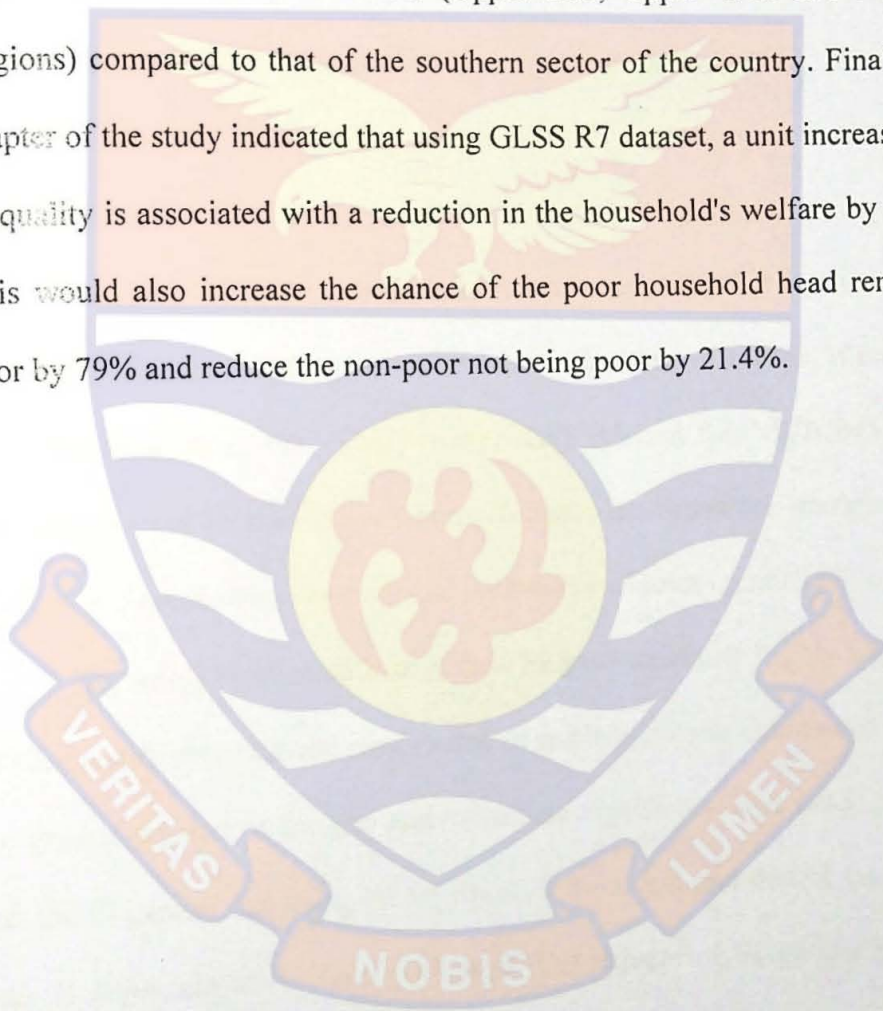 gions) compared to that of the southern sector of the country. Fina
pter of the study indicated that using GLSS R7 dataset, a unit increas
quality is associated with a reduction in the household's welfare by
is would also increase the chance of the poor household head rer
or by 79% and reduce the non-poor not being poor by 21.4%.
VERITAS
NOBIS
LUMEN